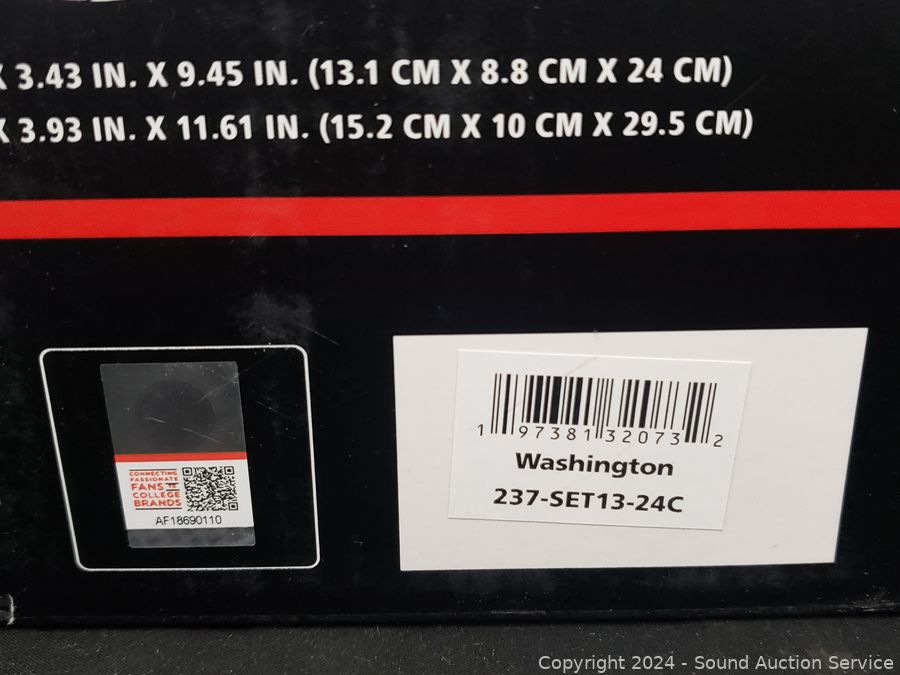 X 3.43 IN. X 9.45 IN. (13.1 CM X 8.8 CM X 24 CM)
X 3.93 IN. X 11.61 IN. (15.2 CM X 10 CM X 29.5 CM)
CONNECTING
PASSIONATE
FANS TO
COLLEGE
BRANDS
AF18690110
1 97381 32073 2
Washington
237-SET13-24C
Copyright 2024 - Sound Auction Service